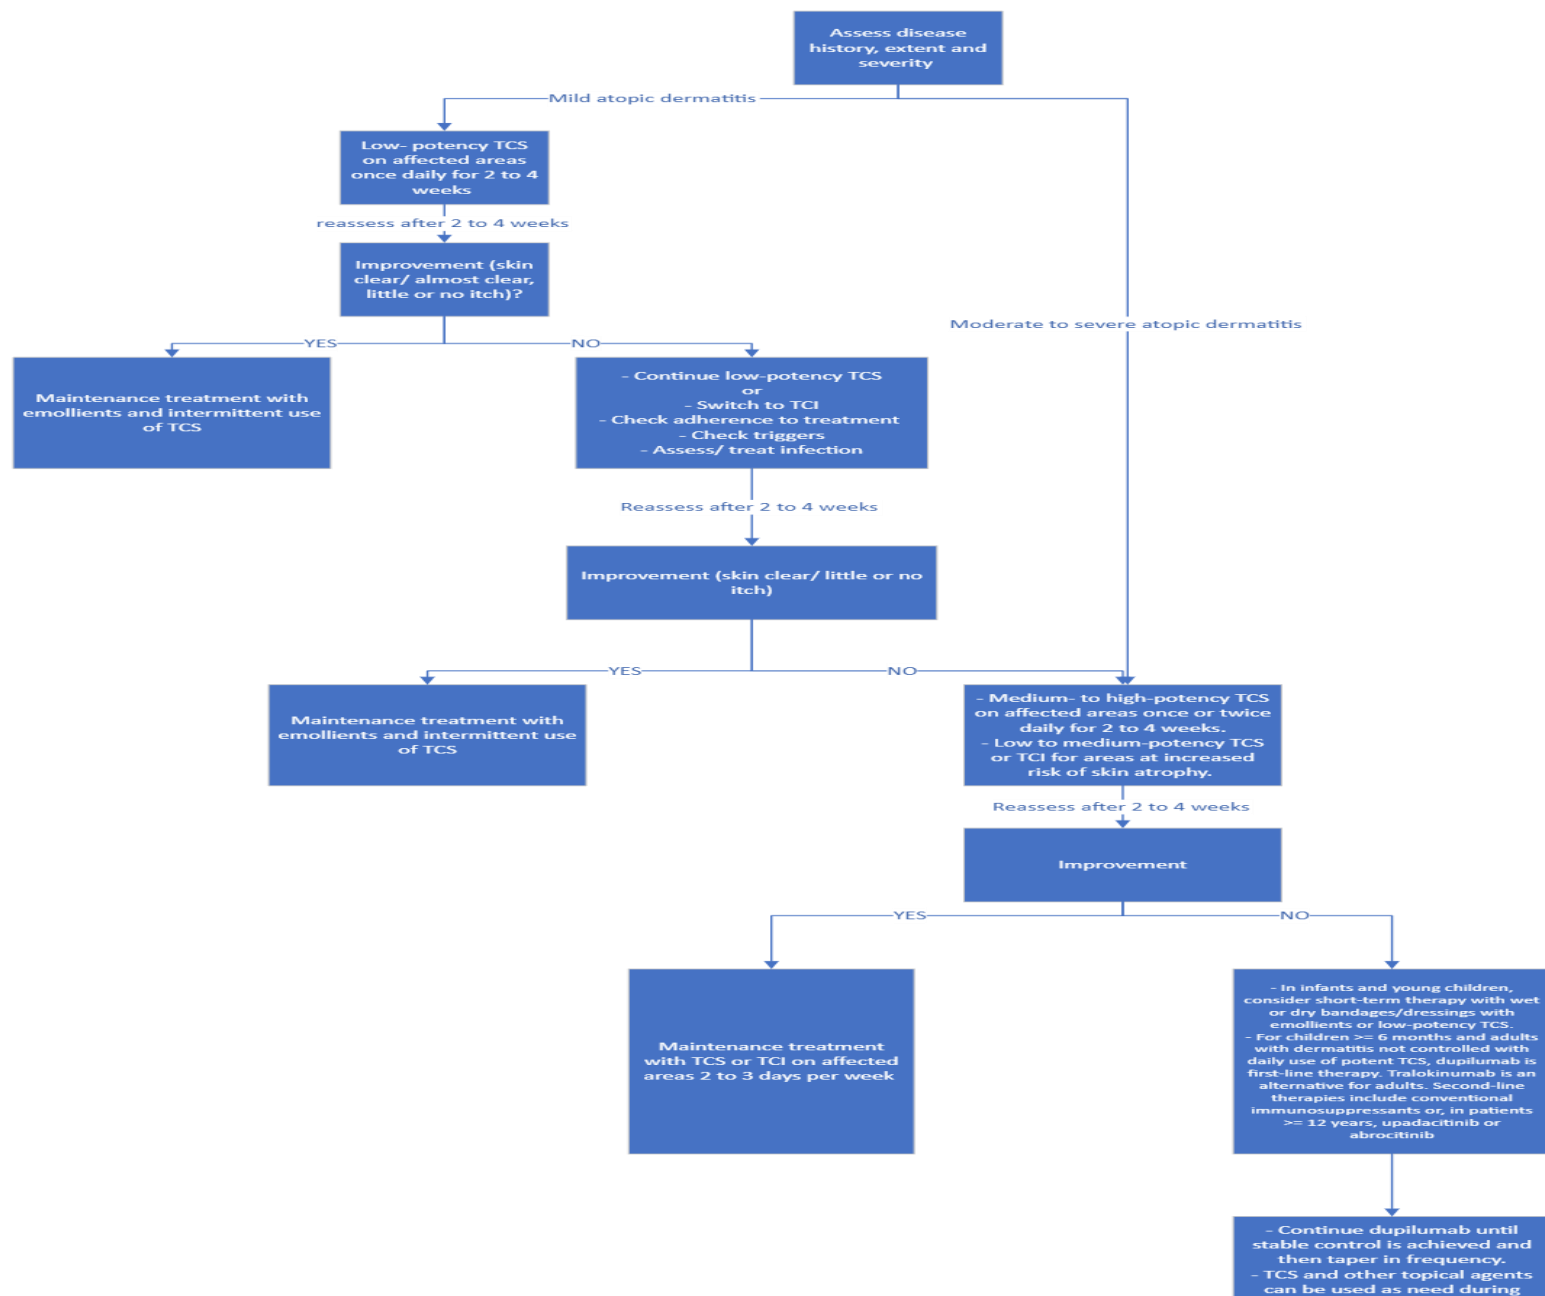 Assess disease
history, extent and
severity
Mild atopic dermatitis
Low- potency TCS
on affected areas
once daily for 2 to 4
weeks
reassess after 2 to 4 weeks
Improvement (skin
clear/ almost clear,
little or no itch)?
Moderate to severe atopic dermatitis
YES
NO
Maintenance treatment with
emollients and intermittent use
of TCS
- Continue low-potency TCS
or
- Switch to TCI
- Check adherence to treatment
- Check triggers
- Assess/ treat infection
Reassess after 2 to 4 weeks
Improvement (skin clear/ little or no
itch)
YES
NO
Maintenance treatment with
emollients and intermittent use
of TCS
- Medium- to high-potency TCS
on affected areas once or twice
daily for 2 to 4 weeks.
- Low to medium-potency TCS
or TCI for areas at increased
risk of skin atrophy.
Reassess after 2 to 4 weeks
Improvement
YES
NO
Maintenance treatment
with TCS or TCI on affected
areas 2 to 3 days per week
- In infants and young children,
consider short-term therapy with wet
or dry bandages/dressings with
emollients or low-potency TCS.
- For children >= 6 months and adults
with dermatitis not controlled with
daily use of potent TCS, dupilumab is
first-line therapy. Tralokinumab is an
alternative for adults. Second-line
therapies include conventional
immunosuppressants or, in patients
>= 12 years, upadacitinib or
abrocitinib
- Continue dupilumab until
stable control is achieved and
then taper in frequency.
- TCS and other topical agents
can be used as need during